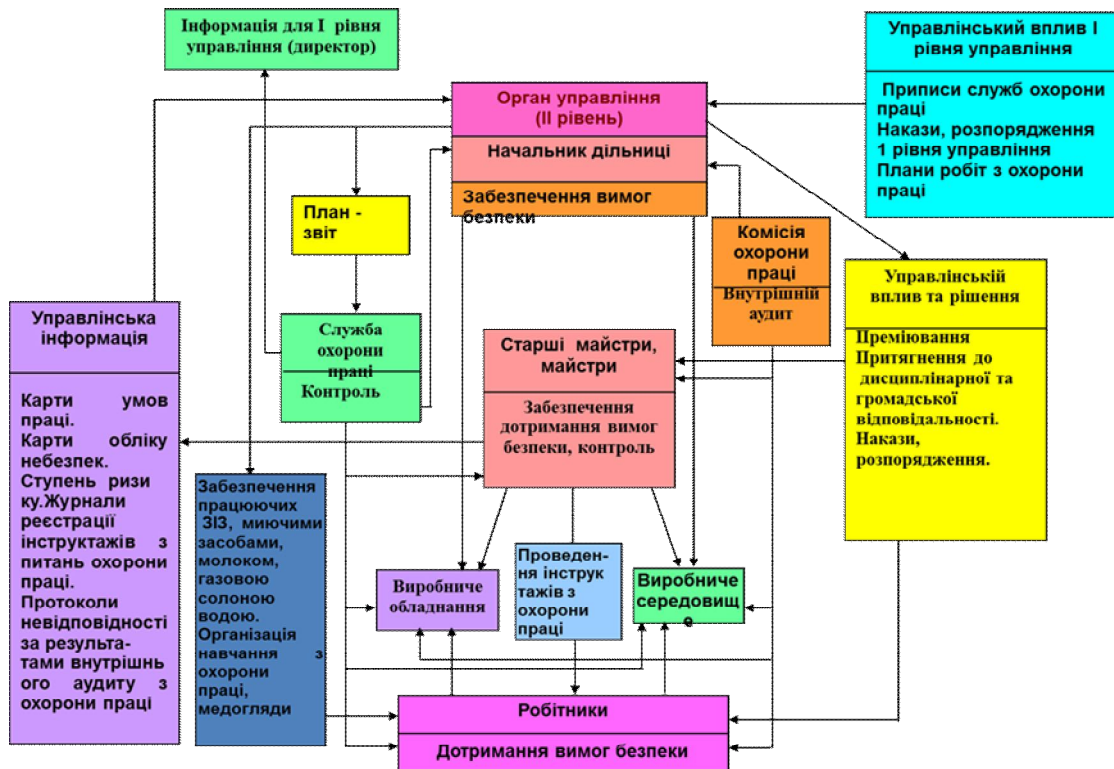 Інформація для І рівня
управління (директор)
Управлінський вплив І
рівня управління
Приписи служб охорони
праці
Накази, розпорядження
1 рівня управління
Плани робіт з охорони
праці
Орган управління
(ІІ рівень)
Начальник дільниці
Забезпечення вимог
безпеки
План -
звіт
Комісія
охорони
праці
Внутрішній
аудит
Управлінській
вплив та рішення
Преміювання
Притягнення до
дисциплінарної та
громадської
відповідальності.
Накази,
розпорядження.
Управлінська
інформація
Карти умов
праці.
Карти обліку
небезпек.
Ступень ризи
ку.Журнали
реєстрації
інструктажів з
питань охорони
праці.
Протоколи
невідповідності
за результа-
тами внутрішнь
ого аудиту з
охорони праці
Служба
охорони
праці
Контроль
Старші майстри,
майстри
Забезпечення
дотримання вимог
безпеки, контроль
Забезпечення
працюючих
ЗІЗ, миючими
засобами,
молоком,
газовою
солоною
водою.
Організація
навчання з
охорони
праці,
медогляди
Виробниче
обладнання
Проведен-
ня інструк
тажів з
охорони
праці
Виробниче
середовищ
е
Робітники
Дотримання вимог безпеки